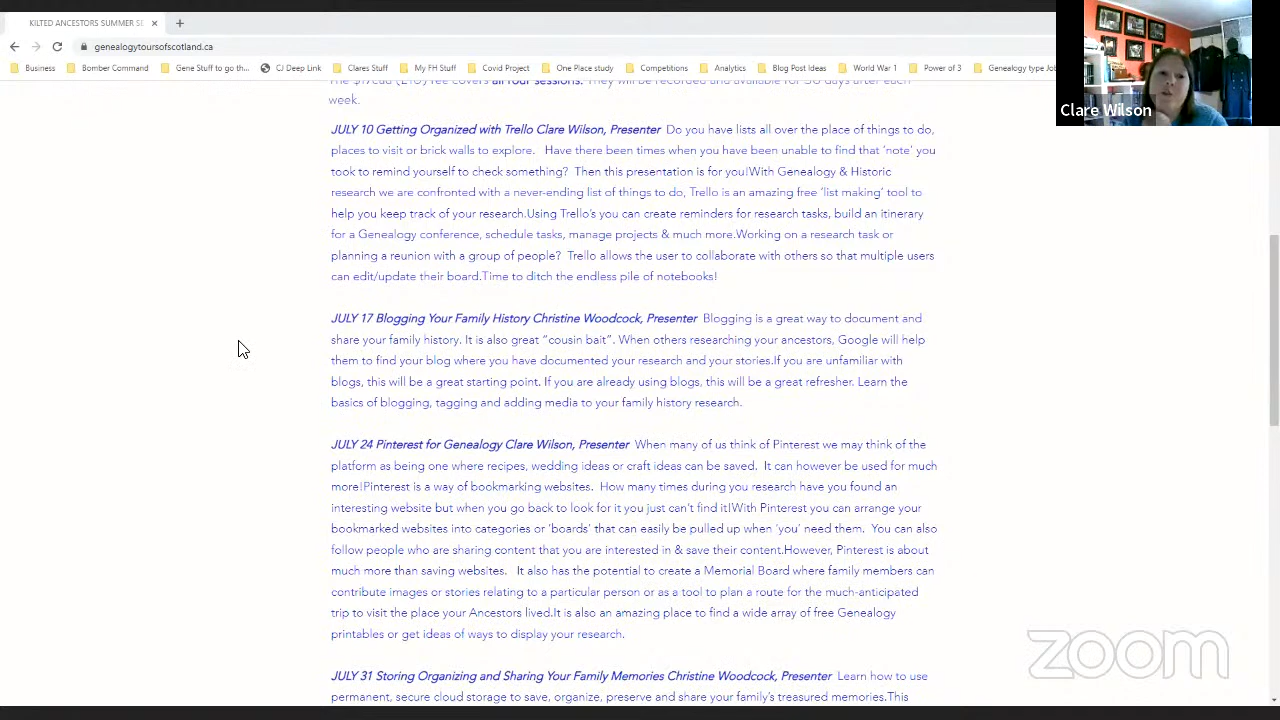 KILTED ANCESTORS SUMMER SE
genealogytoursofscotland.ca
Business Bomber Command Gene Stuff to go th... CJ Deep Link Clares Stuff My FH Stuff Covid Project One Place study Competitions Analytics Blog Post Ideas World War 1 Power of 3 Genealogy type Job
Clare Wilson
fee covers all four sessions. They will be recorded and available for 30 days after each
week.
JULY 10 Getting Organized with Trello Clare Wilson, Presenter Do you have lists all over the place of things to do,
places to visit or brick walls to explore. Have there been times when you have been unable to find that ‘note’ you
took to remind yourself to check something? Then this presentation is for you!With Genealogy & Historic
research we are confronted with a never-ending list of things to do, Trello is an amazing free ‘list making’ tool to
help you keep track of your research.Using Trello’s you can create reminders for research tasks, build an itinerary
for a Genealogy conference, schedule tasks, manage projects & much more.Working on a research task or
planning a reunion with a group of people? Trello allows the user to collaborate with others so that multiple users
can edit/update their board.Time to ditch the endless pile of notebooks!
JULY 17 Blogging Your Family History Christine Woodcock, Presenter Blogging is a great way to document and
share your family history. It is also great “cousin bait”. When others researching your ancestors, Google will help
them to find your blog where you have documented your research and your stories.If you are unfamiliar with
blogs, this will be a great starting point. If you are already using blogs, this will be a great refresher. Learn the
basics of blogging, tagging and adding media to your family history research.
JULY 24 Pinterest for Genealogy Clare Wilson, Presenter When many of us think of Pinterest we may think of the
platform as being one where recipes, wedding ideas or craft ideas can be saved. It can however be used for much
more!Pinterest is a way of bookmarking websites. How many times during you research have you found an
interesting website but when you go back to look for it you just can’t find it!With Pinterest you can arrange your
bookmarked websites into categories or ‘boards’ that can easily be pulled up when ‘you’ need them. You can also
follow people who are sharing content that you are interested in & save their content.However, Pinterest is about
much more than saving websites. It also has the potential to create a Memorial Board where family members can
contribute images or stories relating to a particular person or as a tool to plan a route for the much-anticipated
trip to visit the place your Ancestors lived.It is also an amazing place to find a wide array of free Genealogy
printables or get ideas of ways to display your research.
JULY 31 Storing Organizing and Sharing Your Family Memories Christine Woodcock, Presenter Learn how to use
permanent, secure cloud storage to save, organize, preserve and share your family’s treasured memories.This
zoom